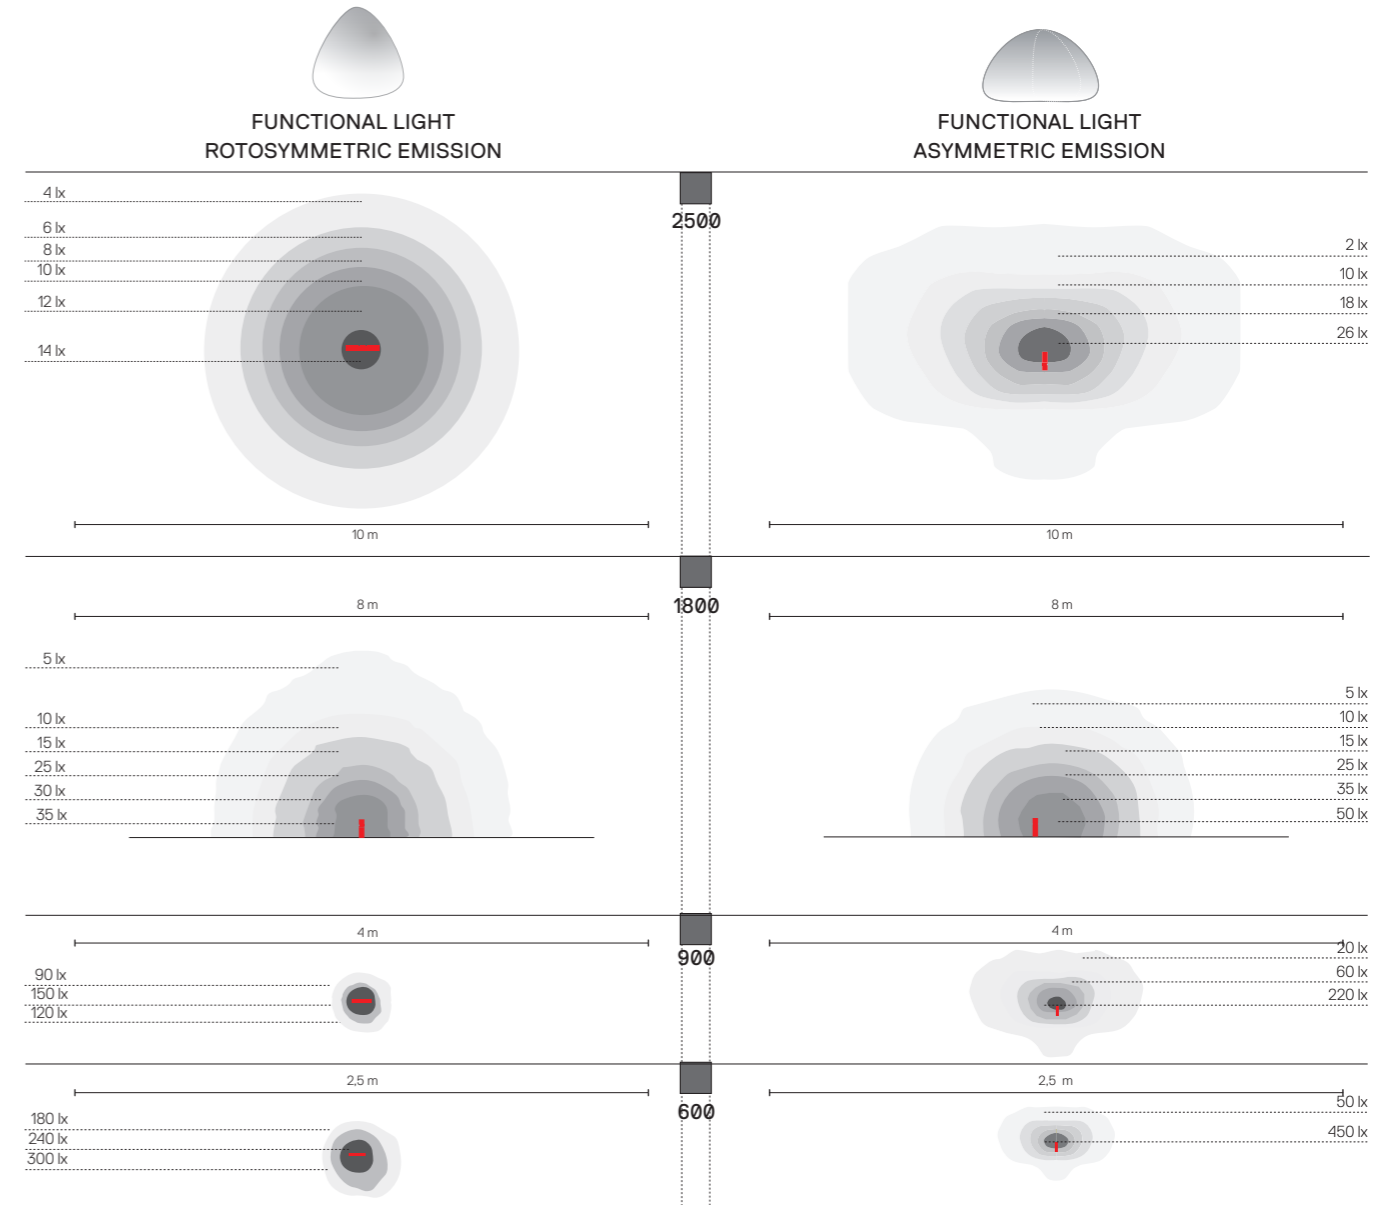 FUNCTIONAL LIGHT
ROTOSYMMETRIC EMISSION
FUNCTIONAL LIGHT
ASYMMETRIC EMISSION
4 lx
6 lx
8 lx
10 lx
12 lx
14 lx
10 m
2500
2 lx
10 lx
18 lx
26 lx
10 m
8 m
5 lx
10 lx
15 lx
25 lx
30 lx
35 lx
1800
8 m
5 lx
10 lx
15 lx
25 lx
35 lx
50 lx
4 m
90 lx
150 lx
120 lx
900
4 m
20 lx
60 lx
220 lx
2,5 m
180 lx
240 lx
300 lx
600
2,5 m
50 lx
450 lx